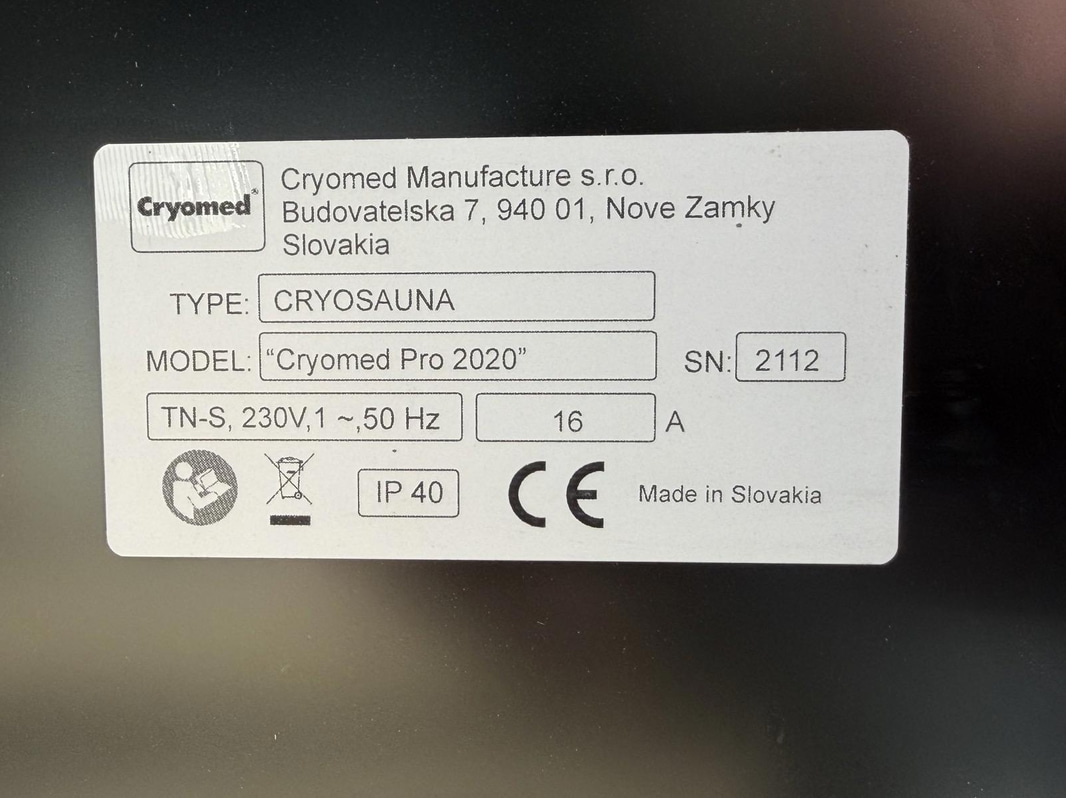 Cryomed®
Cryomed Manufacture s.r.o.
Budovatelska 7, 940 01, Nove Zamky
Slovakia
TYPE: CRYOSAUNA
MODEL: “Cryomed Pro 2020” SN: 2112
TN-S, 230V,1 ~,50 Hz 16 A
IP 40 CE Made in Slovakia